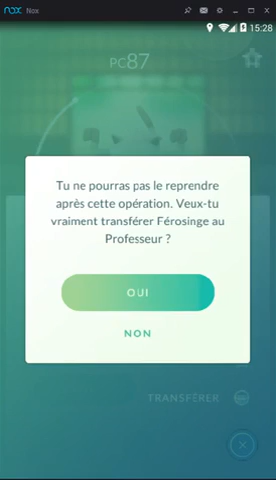 nox Nox
15:28
PC87
Tu ne pourras pas le reprendre
après cette opération. Veux-tu
vraiment transférer Férosinge au
Professeur ?
OUI
NON
TRANSFÉRER